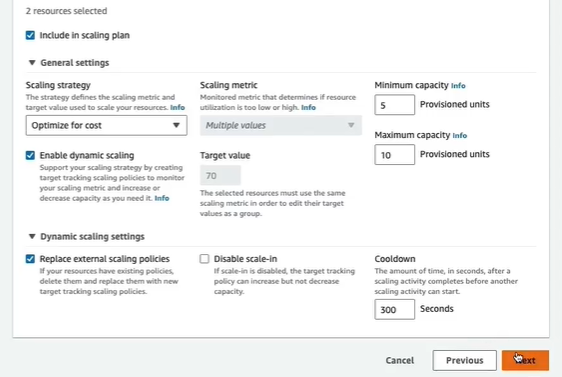 2 resources selected
Include in scaling plan
▼ General settings
Scaling strategy
The strategy defines the scaling metric and
target value used to scale your resources. Info
Optimize for cost
Enable dynamic scaling
Support your scaling strategy by creating
target tracking scaling policies to monitor
your scaling metric and increase or
decrease capacity as you need it. Info
Scaling metric
Monitored metric that determines if resource
utilization is too low or high. Info
Multiple values
Target value
70
The selected resources must use the same
scaling metric in order to edit their target
values as a group.
Minimum capacity Info
5 Provisioned units
Maximum capacity Info
10 Provisioned units
▼ Dynamic scaling settings
Replace external scaling policies
If your resources have existing policies,
delete them and replace them with new
target tracking scaling policies.
Disable scale-in
If scale-in is disabled, the target tracking
policy can increase but not decrease
capacity.
Cooldown
The amount of time, in seconds, after a
scaling activity completes before another
scaling activity can start.
300 Seconds
Cancel Previous Next